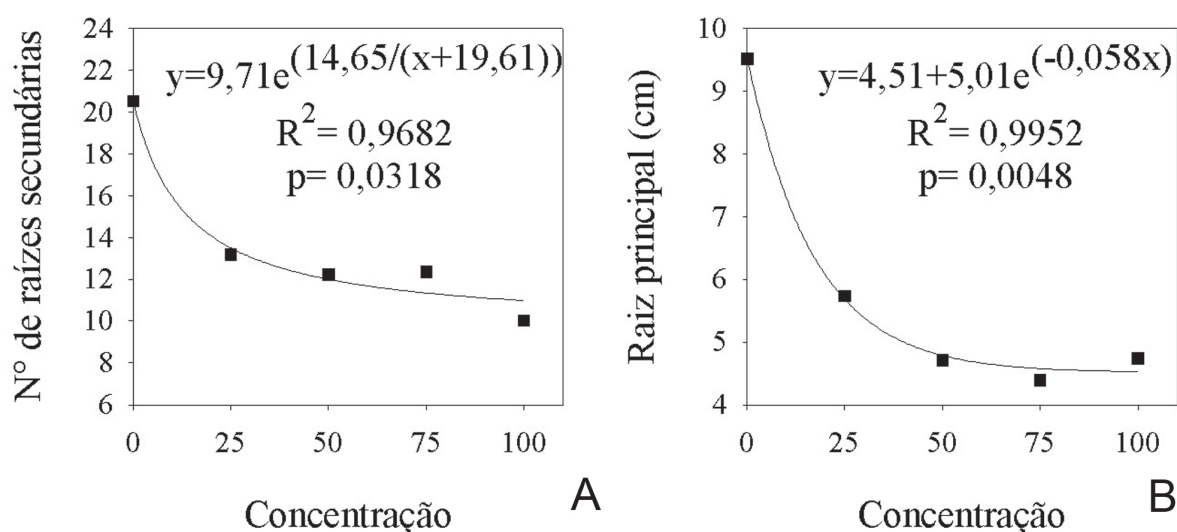 N° de raízes secundárias
24
22
20
18
16
14
12
10
8
6
y=9,71e^(14,65/(x+19,61))
R²= 0,9682
p= 0,0318
0 25 50 75 100
Concentração
A
Raiz principal (cm)
10
9
8
7
6
5
4
y=4,51+5,01e^(-0,058x)
R²= 0,9952
p= 0,0048
0 25 50 75 100
Concentração
B